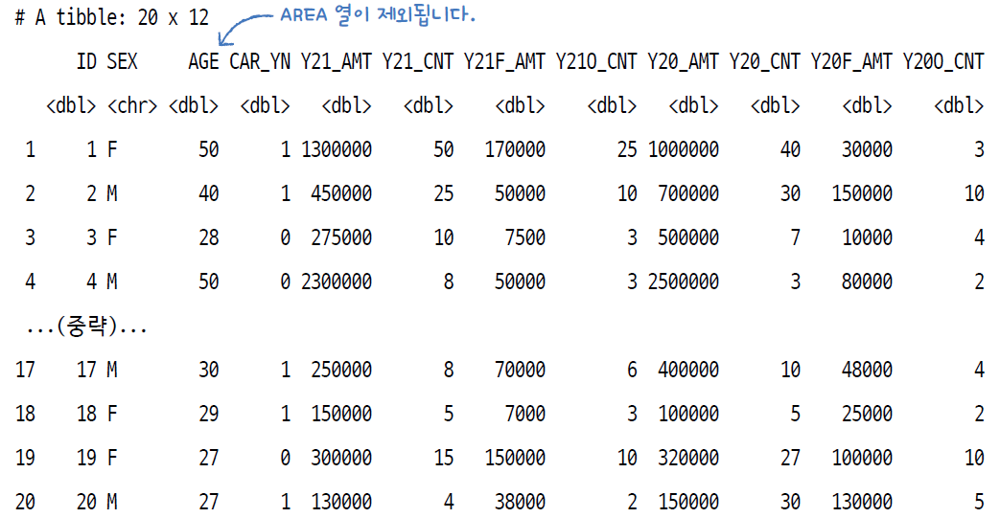 # A tibble: 20 x 12
AREA 열이 제외됩니다.
ID SEX AGE CAR_YN Y21_AMT Y21_CNT Y21F_AMT Y21O_CNT Y20_AMT Y20_CNT Y20F_AMT Y20O_CNT
<dbl> <chr> <dbl> <dbl> <dbl> <dbl> <dbl> <dbl> <dbl> <dbl> <dbl> <dbl>
1 1 F 50 1 1300000 50 170000 25 1000000 40 30000 3
2 2 M 40 1 450000 25 50000 10 700000 30 150000 10
3 3 F 28 0 275000 10 7500 3 500000 7 10000 4
4 4 M 50 0 2300000 8 50000 3 2500000 3 80000 2
...(중략)...
17 17 M 30 1 250000 8 70000 6 400000 10 48000 4
18 18 F 29 1 150000 5 7000 3 100000 5 25000 2
19 19 F 27 0 300000 15 150000 10 320000 27 100000 10
20 20 M 27 1 130000 4 38000 2 150000 30 130000 5